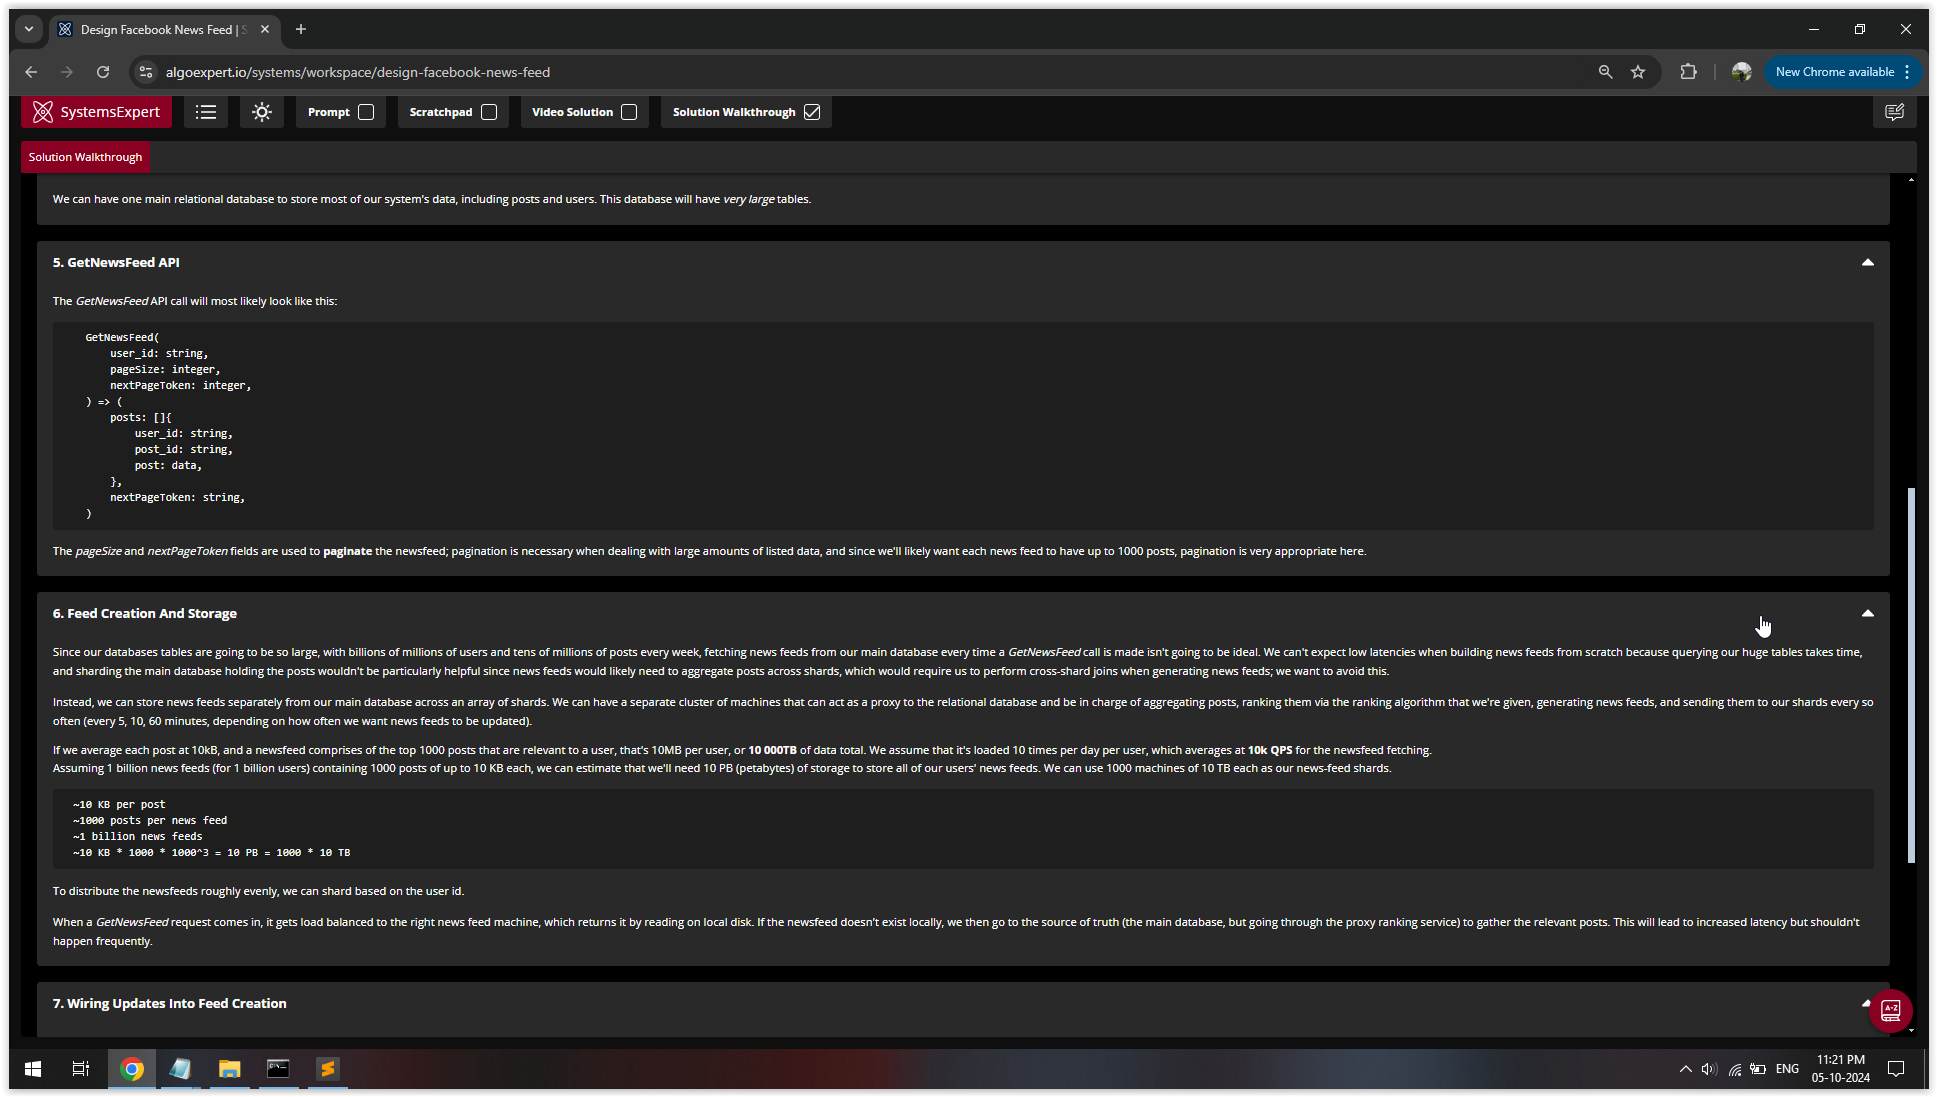 Design Facebook News Feed | S
algoexpert.io/systems/workspace/design-facebook-news-feed
New Chrome available
SystemsExpert
Prompt
Scratchpad
Video Solution
Solution Walkthrough
Solution Walkthrough
We can have one main relational database to store most of our system's data, including posts and users. This database will have very large tables.
5. GetNewsFeed API
The GetNewsFeed API call will most likely look like this:
GetNewsFeed(
user_id: string,
pageSize: integer,
nextPageToken: integer,
) => (
posts: []{
user_id: string,
post_id: string,
post: data,
},
nextPageToken: string,
)
The pageSize and nextPageToken fields are used to paginate the newsfeed; pagination is necessary when dealing with large amounts of listed data, and since we'll likely want each news feed to have up to 1000 posts, pagination is very appropriate here.
6. Feed Creation And Storage
Since our databases tables are going to be so large, with billions of millions of users and tens of millions of posts every week, fetching news feeds from our main database every time a GetNewsFeed call is made isn't going to be ideal. We can't expect low latencies when building news feeds from scratch because querying our huge tables takes time,
and sharding the main database holding the posts wouldn't be particularly helpful since news feeds would likely need to aggregate posts across shards, which would require us to perform cross-shard joins when generating news feeds; we want to avoid this.
Instead, we can store news feeds separately from our main database across an array of shards. We can have a separate cluster of machines that can act as a proxy to the relational database and be in charge of aggregating posts, ranking them via the ranking algorithm that we're given, generating news feeds, and sending them to our shards every so
often (every 5, 10, 60 minutes, depending on how often we want news feeds to be updated).
If we average each post at 10kB, and a newsfeed comprises of the top 1000 posts that are relevant to a user, that's 10MB per user, or 10 000TB of data total. We assume that it's loaded 10 times per day per user, which averages at 10k QPS for the newsfeed fetching.
Assuming 1 billion news feeds (for 1 billion users) containing 1000 posts of up to 10 KB each, we can estimate that we'll need 10 PB (petabytes) of storage to store all of our users' news feeds. We can use 1000 machines of 10 TB each as our news-feed shards.
~10 KB per post
~1000 posts per news feed
~1 billion news feeds
~10 KB * 1000 * 1000^3 = 10 PB = 1000 * 10 TB
To distribute the newsfeeds roughly evenly, we can shard based on the user id.
When a GetNewsFeed request comes in, it gets load balanced to the right news feed machine, which returns it by reading on local disk. If the newsfeed doesn't exist locally, we then go to the source of truth (the main database, but going through the proxy ranking service) to gather the relevant posts. This will lead to increased latency but shouldn't
happen frequently.
7. Wiring Updates Into Feed Creation
A-Z
ENG
11:21 PM
05-10-2024